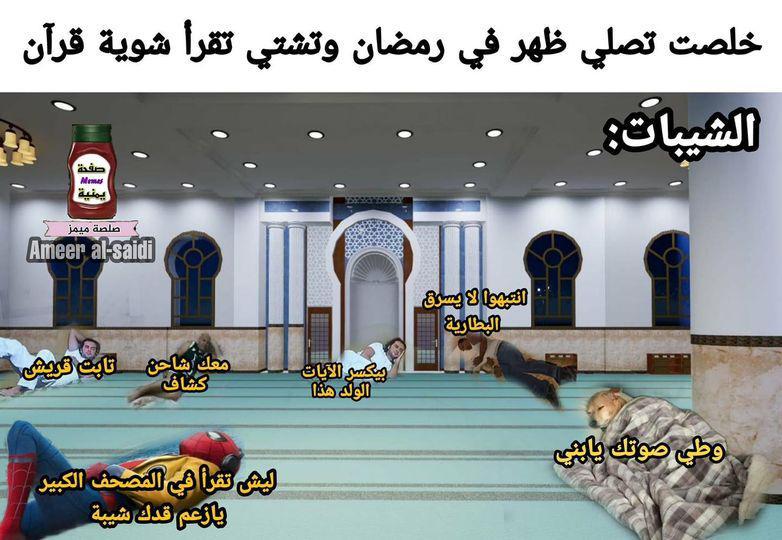 خلصت تصلي ظهر في رمضان وتشتي تقرأ شوية قرآن
الشيبات:
صفحة
Memes
يمنية
صلصة ميمز
Ameer al-saidi
انتبهوا لا يسرق
البطارية
بيكسر الآيات
الولد هذا
معك شاحن
كشاف
تابت قريش
وطي صوتك يابني
ليش تقرأ في المصحف الكبير
يازعم قدك شيبة